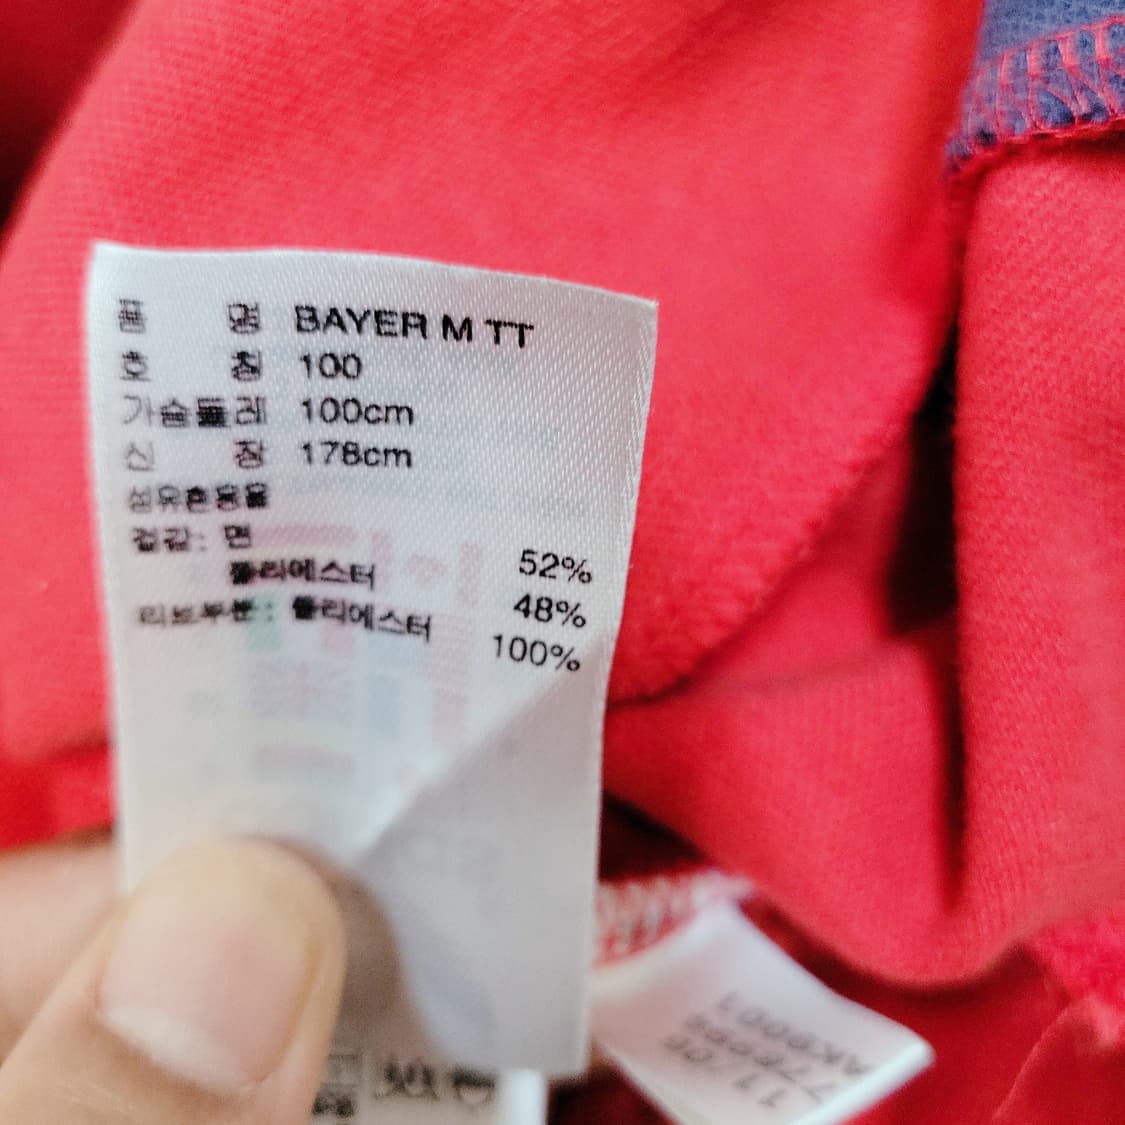 품 명 BAYER M TT
호 칭 100
가슴둘레 100cm
신 장 178cm
섬유혼용율
겉감: 면 52%
폴리에스터 48%
리브부분: 폴리에스터 100%
11/06